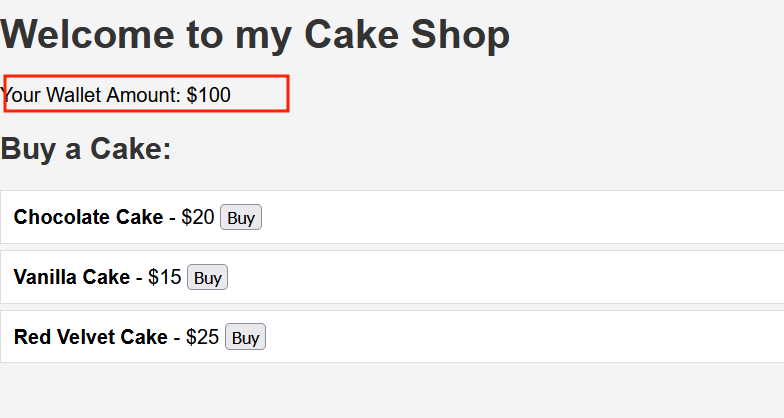 Welcome to my Cake Shop
Your Wallet Amount: $100
Buy a Cake:
Chocolate Cake - $20 Buy
Vanilla Cake - $15 Buy
Red Velvet Cake - $25 Buy